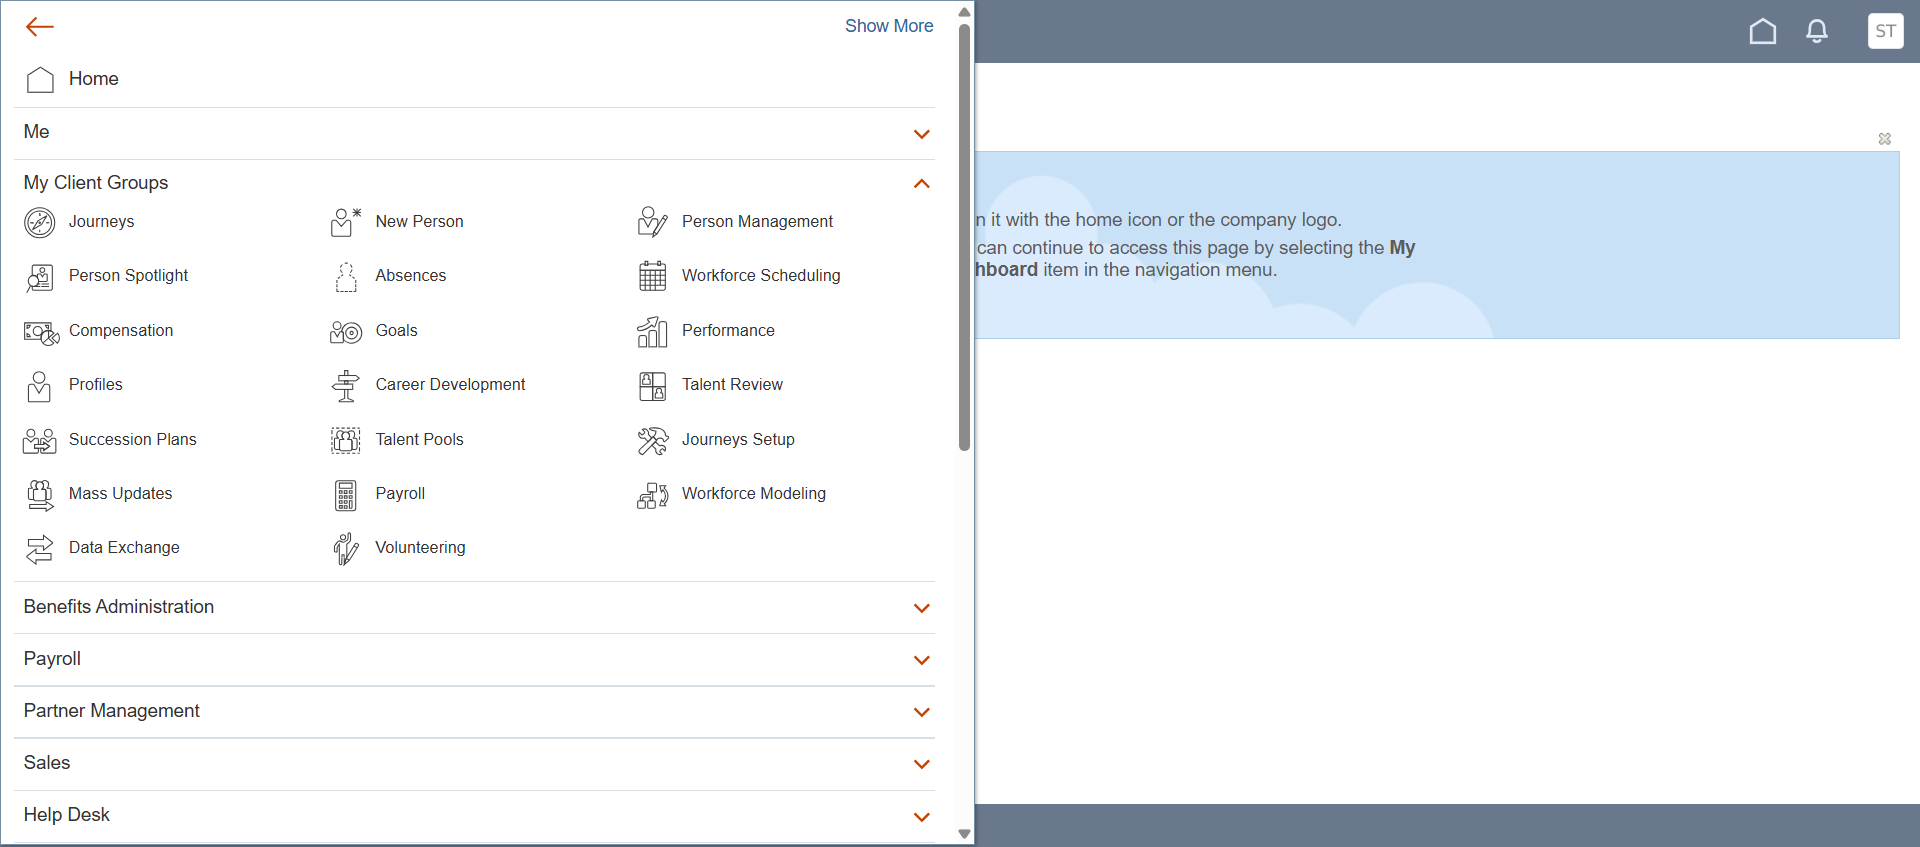 Show More
ST
Home
Me
My Client Groups
Journeys
New Person
Person Management
Person Spotlight
Absences
Workforce Scheduling
Compensation
Goals
Performance
Profiles
Career Development
Talent Review
Succession Plans
Talent Pools
Journeys Setup
Mass Updates
Payroll
Workforce Modeling
Data Exchange
Volunteering
Benefits Administration
Payroll
Partner Management
Sales
Help Desk
n it with the home icon or the company logo.
can continue to access this page by selecting the My
hboard item in the navigation menu.